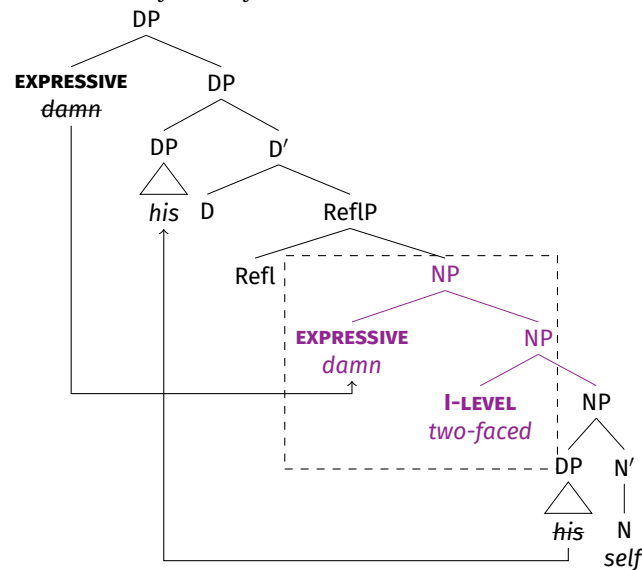 DP
EXPRESSIVE DP
damn
DP D′
his D ReflP
Refl NP
EXPRESSIVE NP
damn
I-LEVEL NP
two-faced
DP N′
his N
self